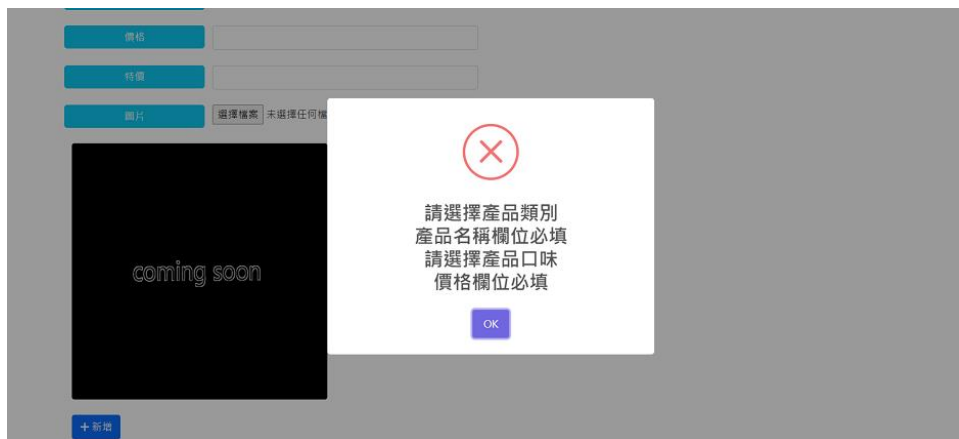 價格
特價
圖片
選擇檔案 未選擇任何檔
請選擇產品類別
產品名稱欄位必填
請選擇產品口味
價格欄位必填
OK
coming soon
+新增